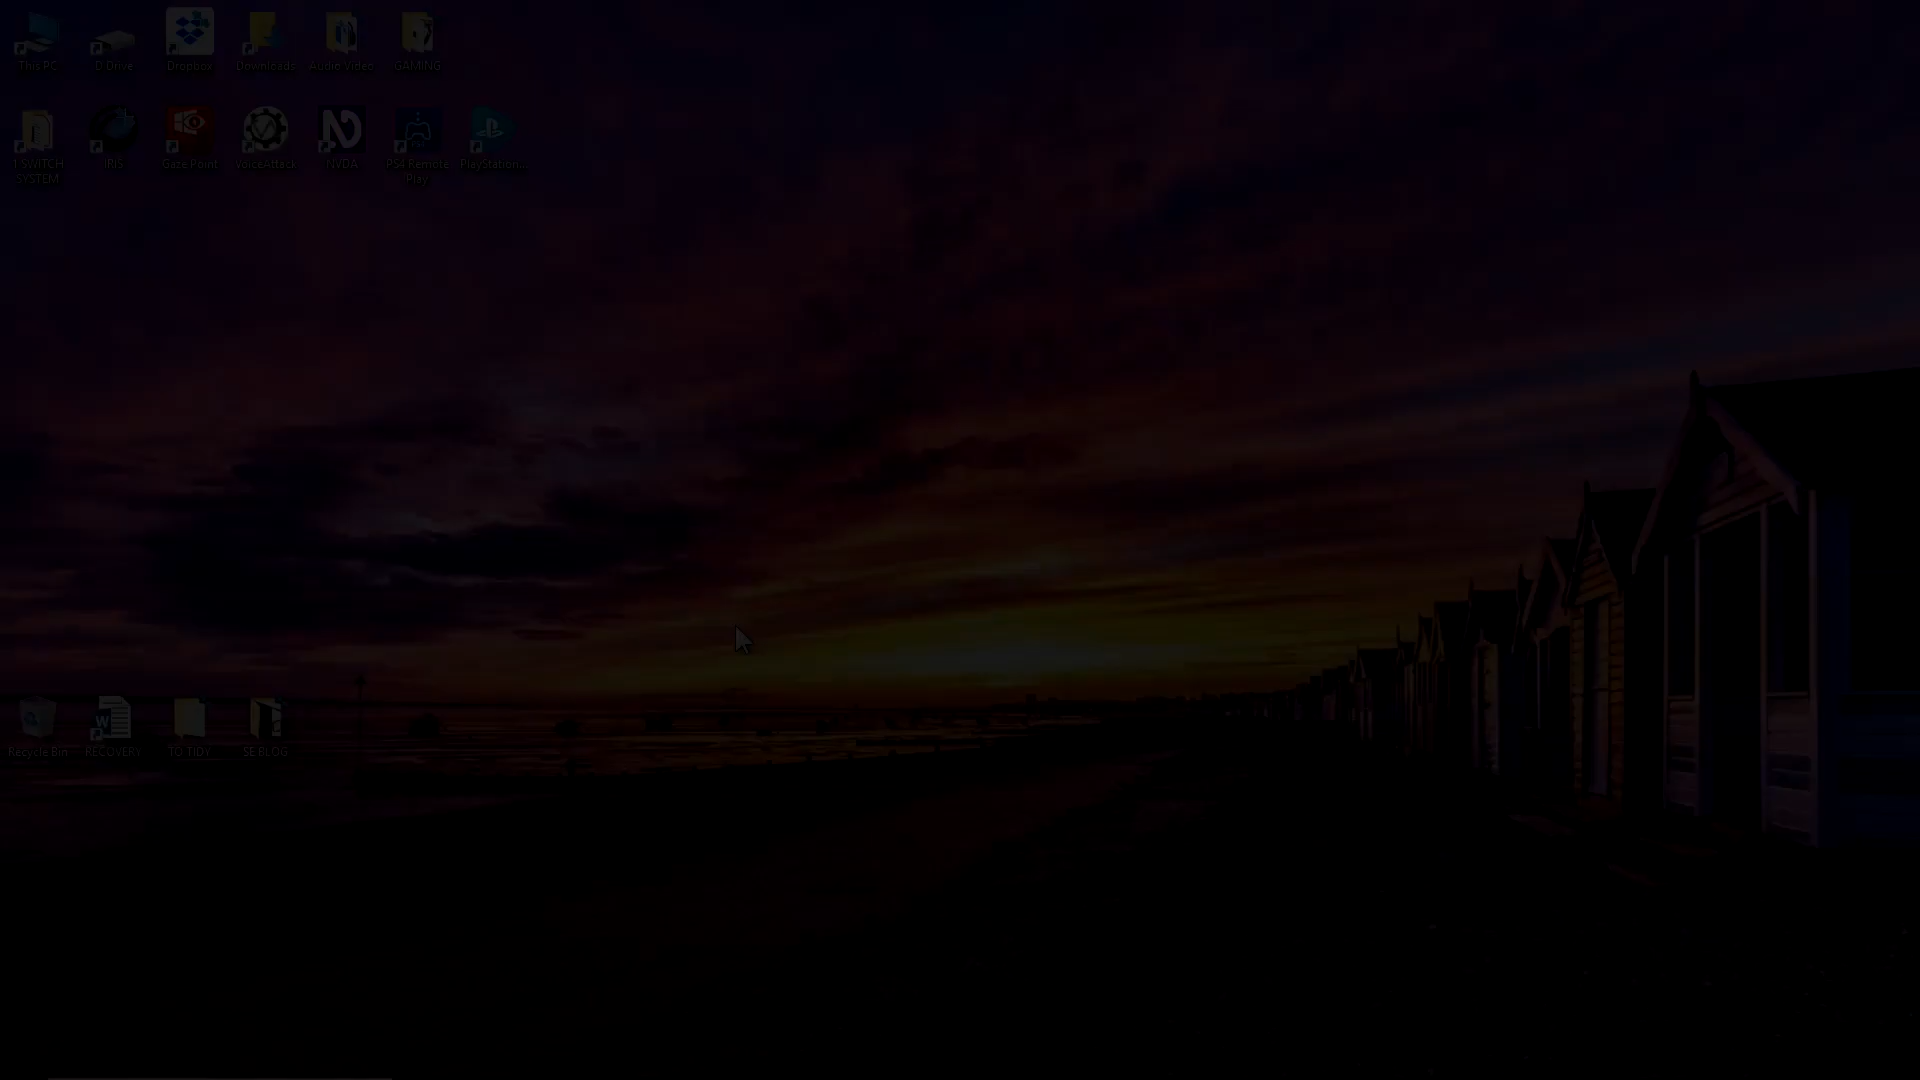 This PC
D Drive
Dropbox
Downloads
Audio Video
GAMING
1 SWITCH
SYSTEM
IRIS
Gaze Point
VoiceAttack
NVDA
PS4 Remote
Play
PlayStation...
Recycle Bin
RECOVERY
TO TIDY
SE BLOG